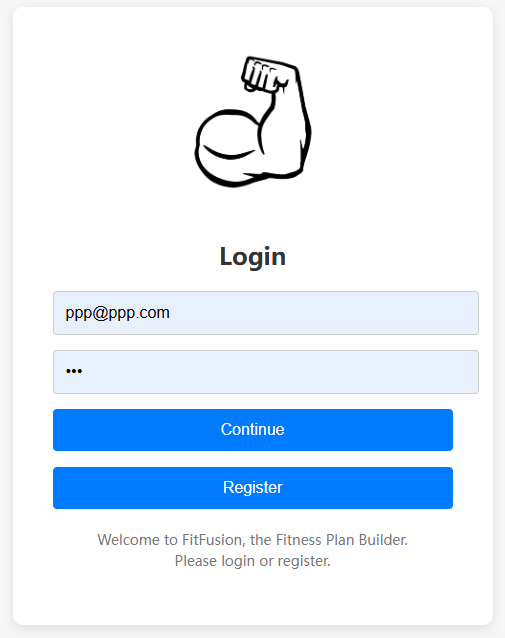 Login
ppp@ppp.com
•••
Continue
Register
Welcome to FitFusion, the Fitness Plan Builder.
Please login or register.